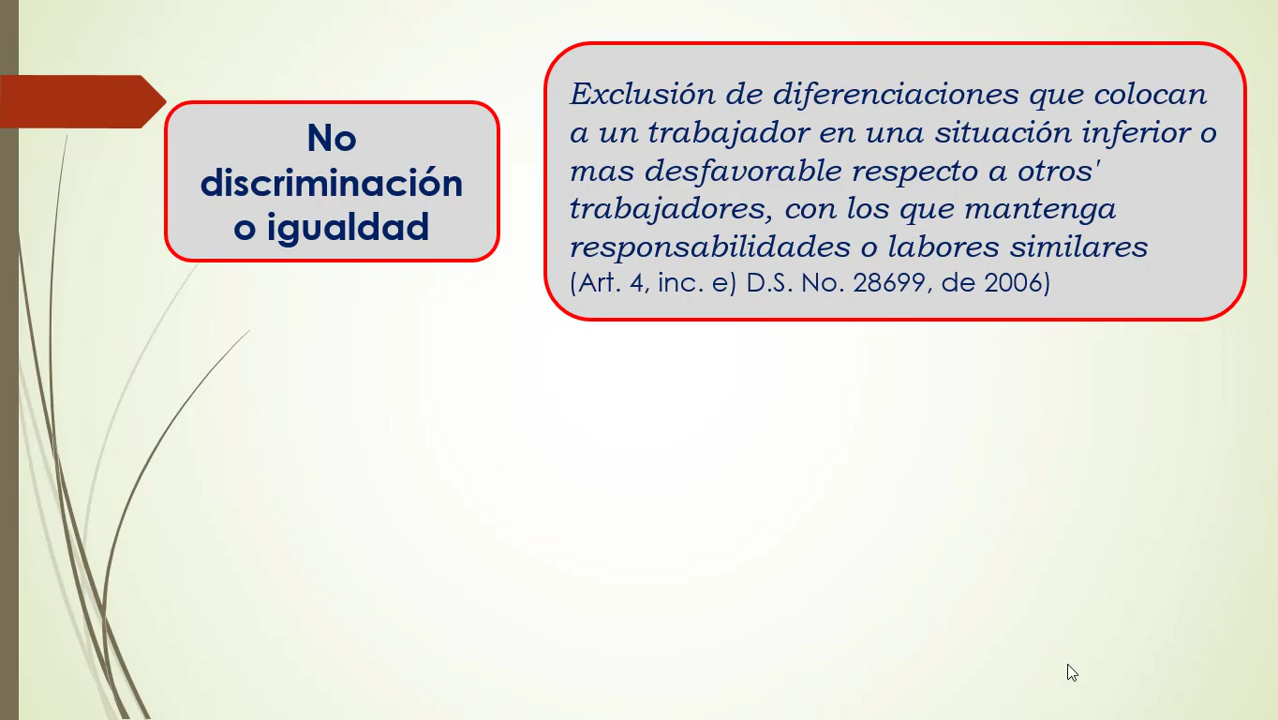 No
discriminación
o igualdad
Exclusión de diferenciaciones que colocan
a un trabajador en una situación inferior o
mas desfavorable respecto a otros'
trabajadores, con los que mantenga
responsabilidades o labores similares
(Art. 4, inc. e) D.S. No. 28699, de 2006)